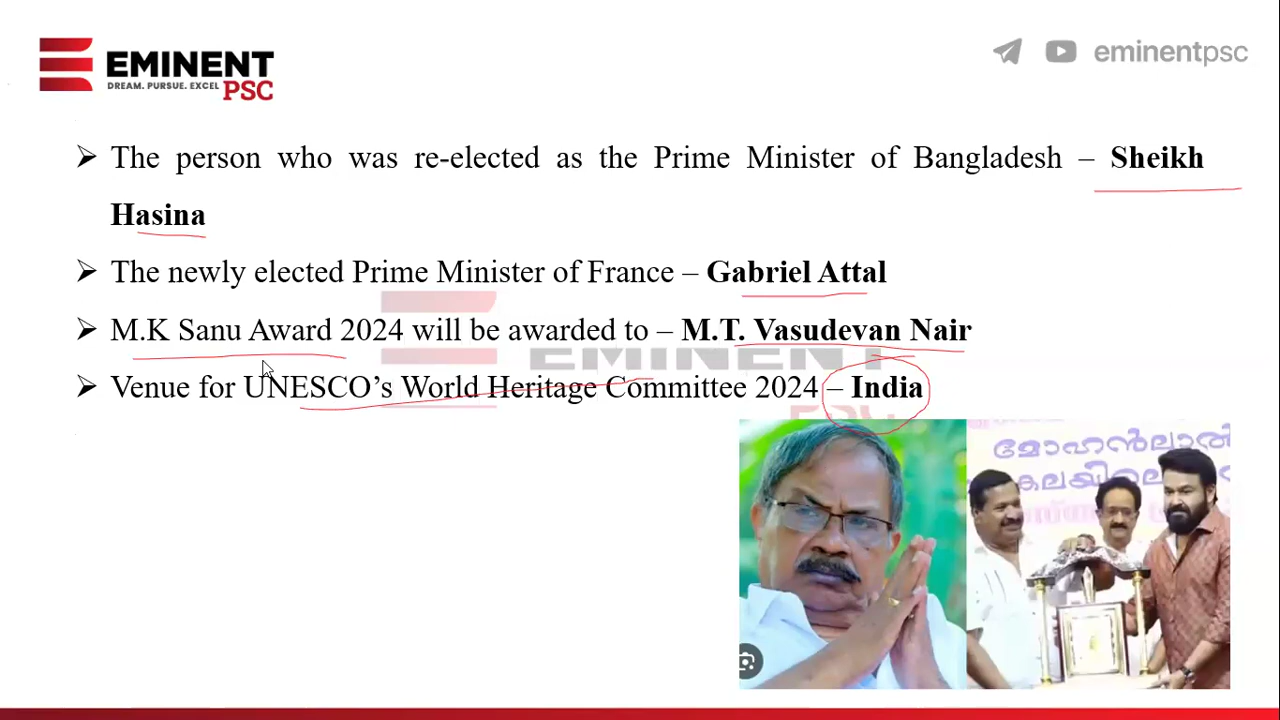 EMINENT
DREAM. PURSUE. EXCEL
PSC
eminentpsc
➢ The person who was re-elected as the Prime Minister of Bangladesh – Sheikh
Hasina
➢ The newly elected Prime Minister of France – Gabriel Attal
➢ M.K Sanu Award 2024 will be awarded to – M.T. Vasudevan Nair
➢ Venue for UNESCO’s World Heritage Committee 2024 – India
EMINENT
PSC
മോഹൻലാൽ